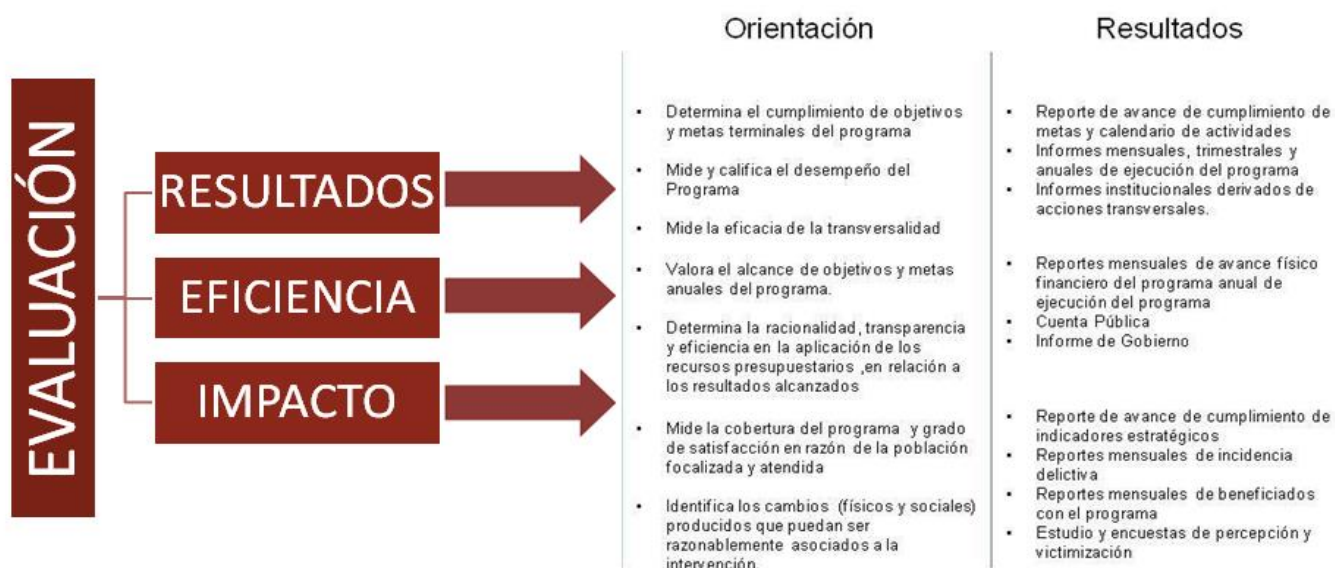 EVALUACIÓN
RESULTADOS
EFICIENCIA
IMPACTO
Orientación
▪ Determina el cumplimiento de objetivos
y metas terminales del programa
▪ Mide y califica el desempeño del
Programa
▪ Mide la eficacia de la transversalidad
▪ Valora el alcance de objetivos y metas
anuales del programa.
▪ Determina la racionalidad, transparencia
y eficiencia en la aplicación de los
recursos presupuestarios ,en relación a
los resultados alcanzados
▪ Mide la cobertura del programa y grado
de satisfacción en razón de la población
focalizada y atendida
▪ Identifica los cambios (físicos y sociales)
producidos que puedan ser
razonablemente asociados a la
intervención
Resultados
▪ Reporte de avance de cumplimiento de
metas y calendario de actividades
▪ Informes mensuales, trimestrales y
anuales de ejecución del programa
▪ Informes institucionales derivados de
acciones transversales.
▪ Reportes mensuales de avance físico
financiero del programa anual de
ejecución del programa
▪ Cuenta Pública
▪ Informe de Gobierno
▪ Reporte de avance de cumplimiento de
indicadores estratégicos
▪ Reportes mensuales de incidencia
delictiva
▪ Reportes mensuales de beneficiados
con el programa
▪ Estudio y encuestas de percepción y
victimización